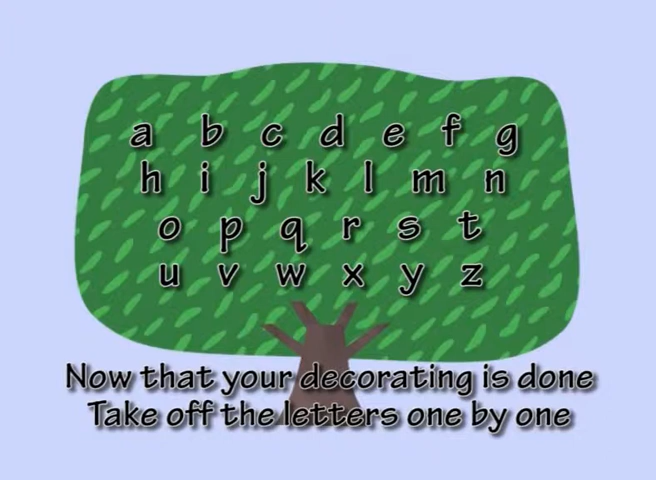 a b c d e f g
h i j k l m n
o p q r s t
u v w x y z
Now that your decorating is done
Take off the letters one by one